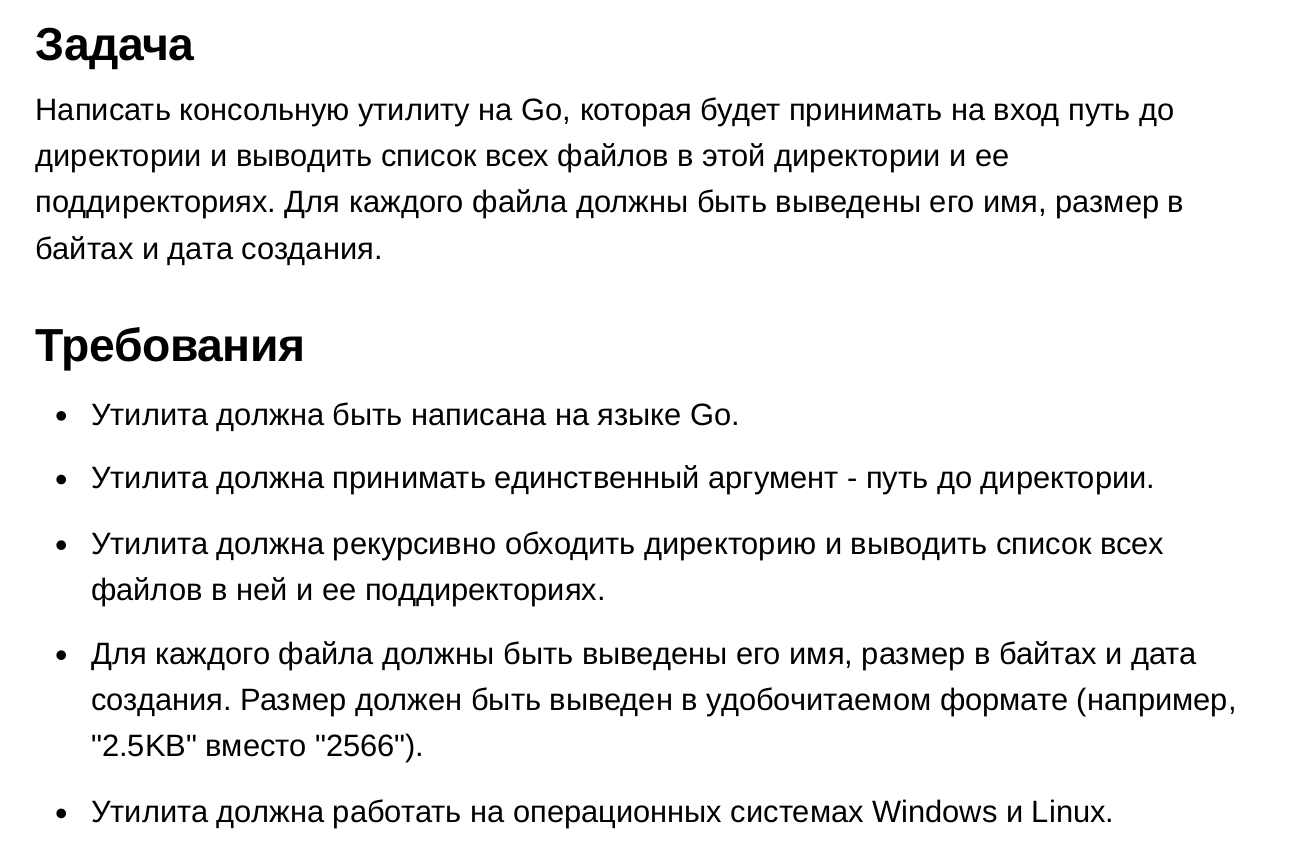 Задача
Написать консольную утилиту на Go, которая будет принимать на вход путь до
директории и выводить список всех файлов в этой директории и ее
поддиректориях. Для каждого файла должны быть выведены его имя, размер в
байтах и дата создания.
Требования
• Утилита должна быть написана на языке Go.
• Утилита должна принимать единственный аргумент - путь до директории.
• Утилита должна рекурсивно обходить директорию и выводить список всех
файлов в ней и ее поддиректориях.
• Для каждого файла должны быть выведены его имя, размер в байтах и дата
создания. Размер должен быть выведен в удобочитаемом формате (например,
"2.5KB" вместо "2566").
• Утилита должна работать на операционных системах Windows и Linux.